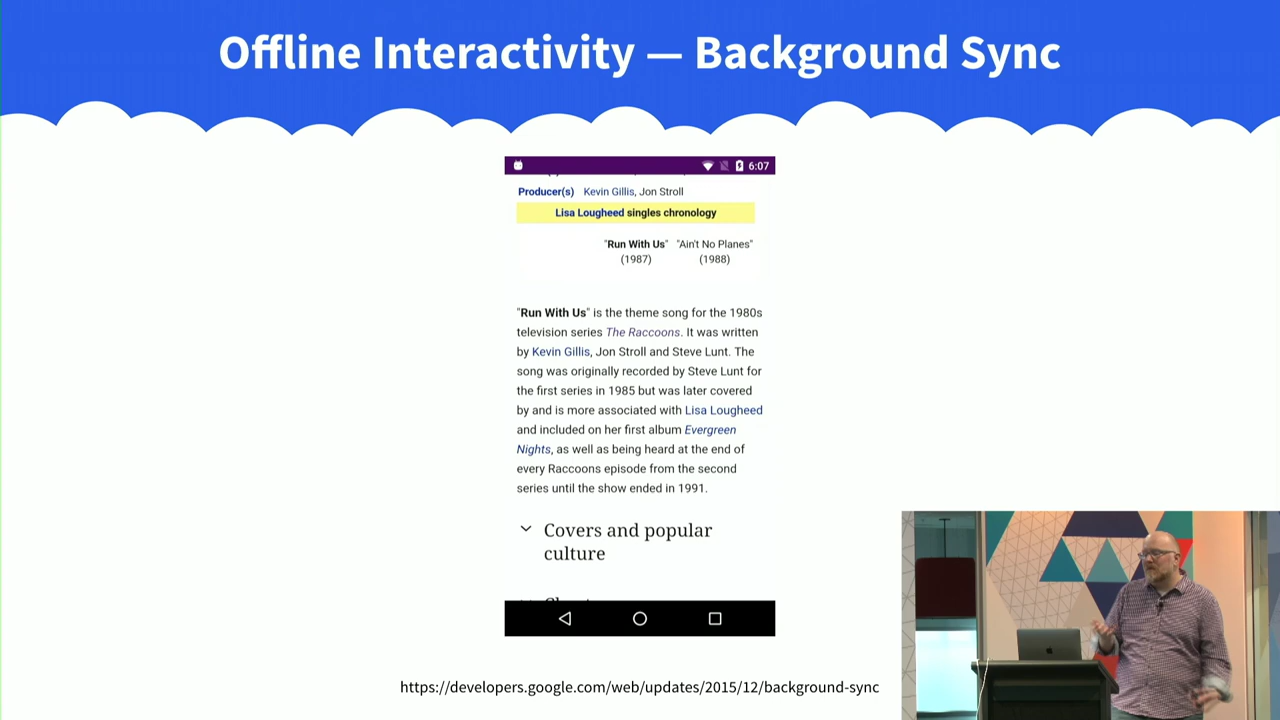 Offline Interactivity — Background Sync
6:07
Producer(s) Kevin Gillis, Jon Stroll
Lisa Lougheed singles chronology
"Run With Us" "Ain't No Planes"
(1987) (1988)
"Run With Us" is the theme song for the 1980s
television series The Raccoons. It was written
by Kevin Gillis, Jon Stroll and Steve Lunt. The
song was originally recorded by Steve Lunt for
the first series in 1985 but was later covered
by and is more associated with Lisa Lougheed
and included on her first album Evergreen
Nights, as well as being heard at the end of
every Raccoons episode from the second
series until the show ended in 1991.
Covers and popular
culture
https://developers.google.com/web/updates/2015/12/background-sync